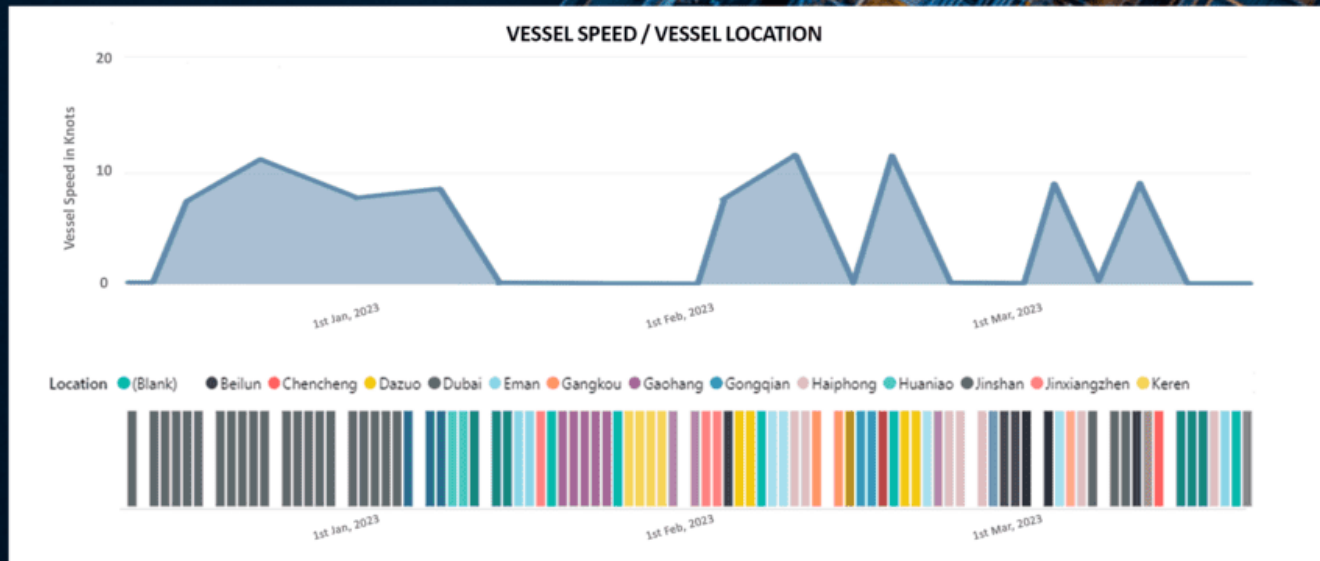 VESSEL SPEED / VESSEL LOCATION
20
10
0
Vessel Speed in Knots
1st Jan, 2023
1st Feb, 2023
1st Mar, 2023
Location (Blank) Beilun Chencheng Dazuo Dubai Eman Gangkou Gaohang Gongqian Haiphong Huaniao Jinshan Jinxiangzhen Keren
1st Jan, 2023
1st Feb, 2023
1st Mar, 2023